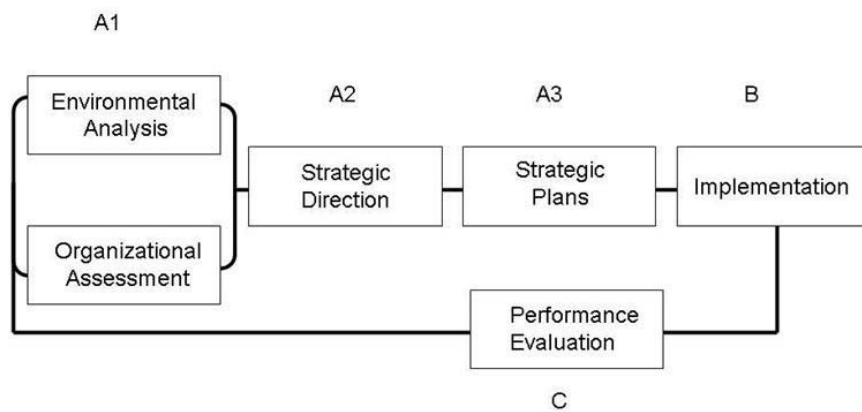 A1
Environmental
Analysis
A2
A3
B
Strategic
Direction
Strategic
Plans
Implementation
Organizational
Assessment
Performance
Evaluation
C